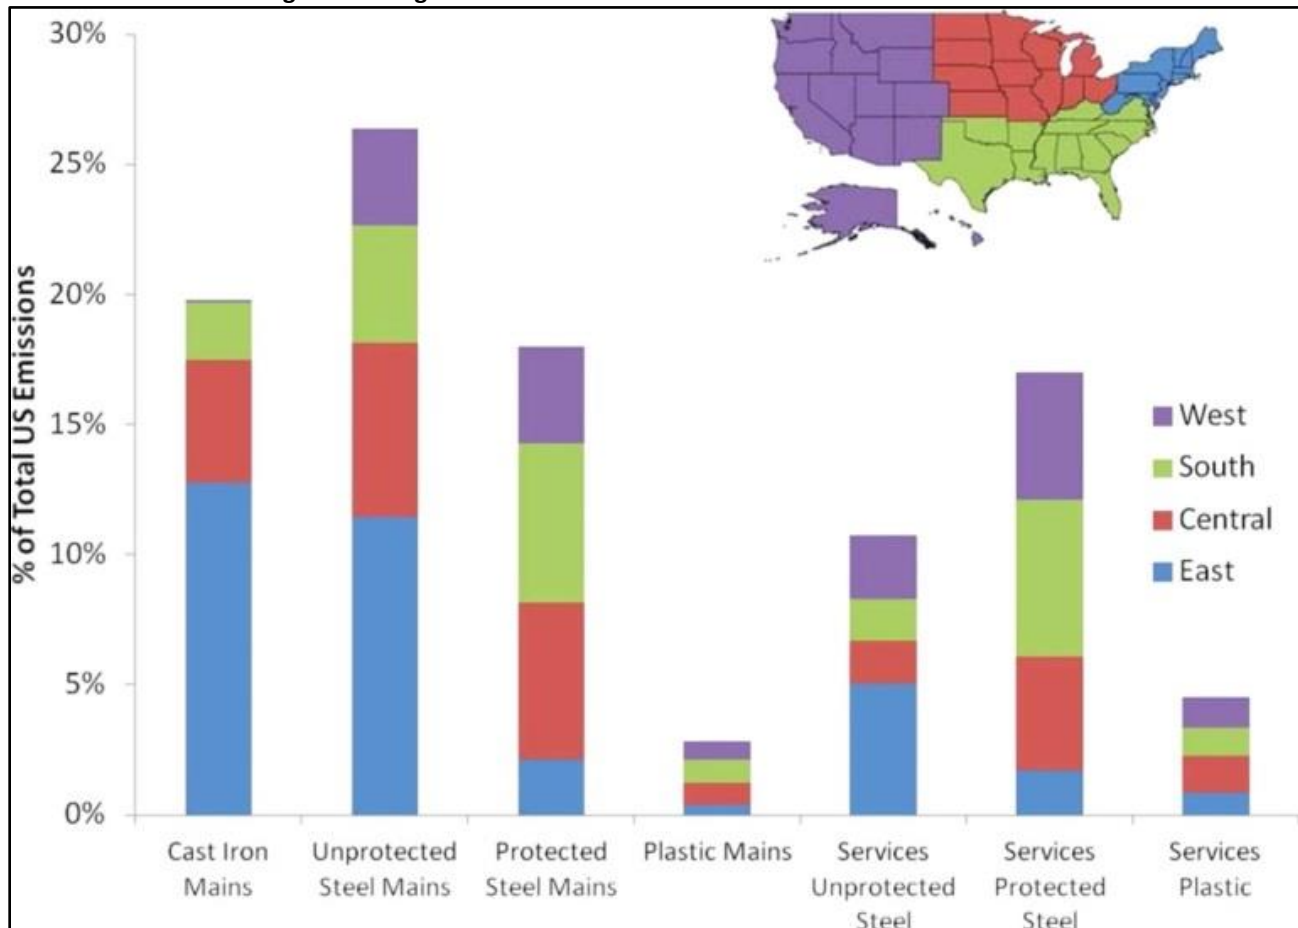 30%
25%
20%
15%
10%
5%
0%
% of Total US Emissions
West
South
Central
East
Cast Iron
Mains
Unprotected
Steel Mains
Protected
Steel Mains
Plastic Mains
Services
Unprotected
Steel
Services
Protected
Steel
Services
Plastic